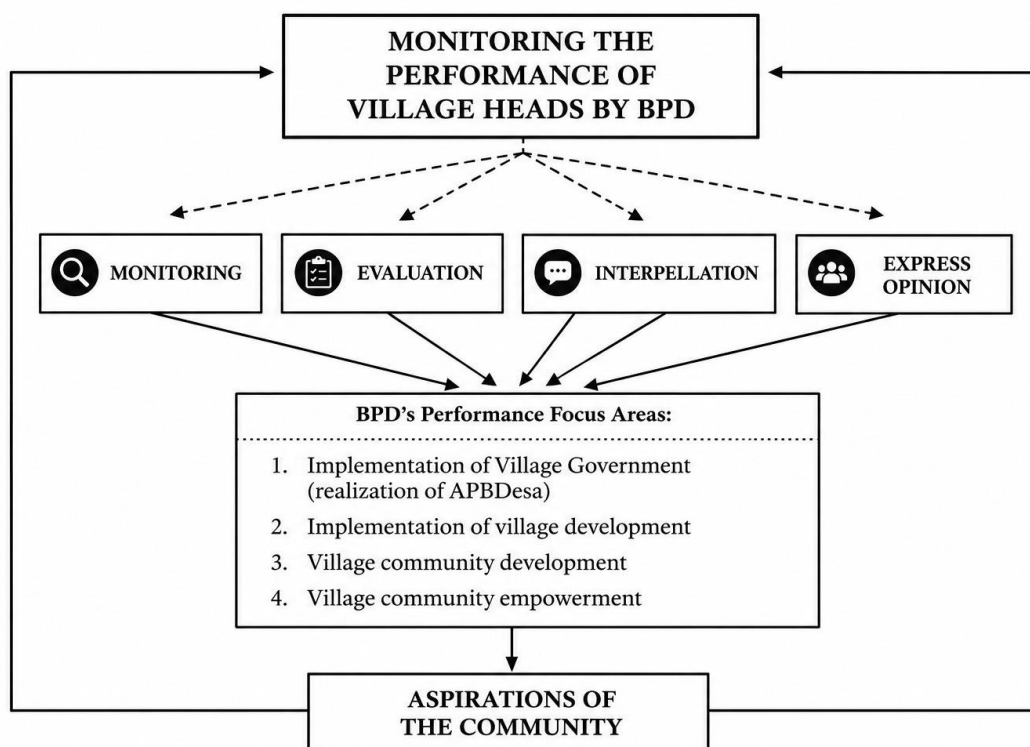 MONITORING THE
PERFORMANCE OF
VILLAGE HEADS BY BPD
MONITORING
EVALUATION
INTERPELLATION
EXPRESS
OPINION
BPD’s Performance Focus Areas:
1. Implementation of Village Government
(realization of APBDesa)
2. Implementation of village development
3. Village community development
4. Village community empowerment
ASPIRATIONS OF
THE COMMUNITY